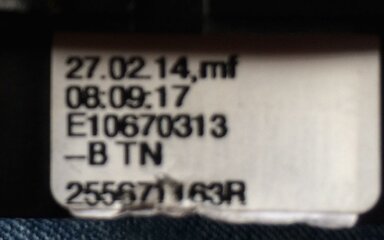 27.02.14,mf
08:09:17
E10670313
–B TN
255671163R